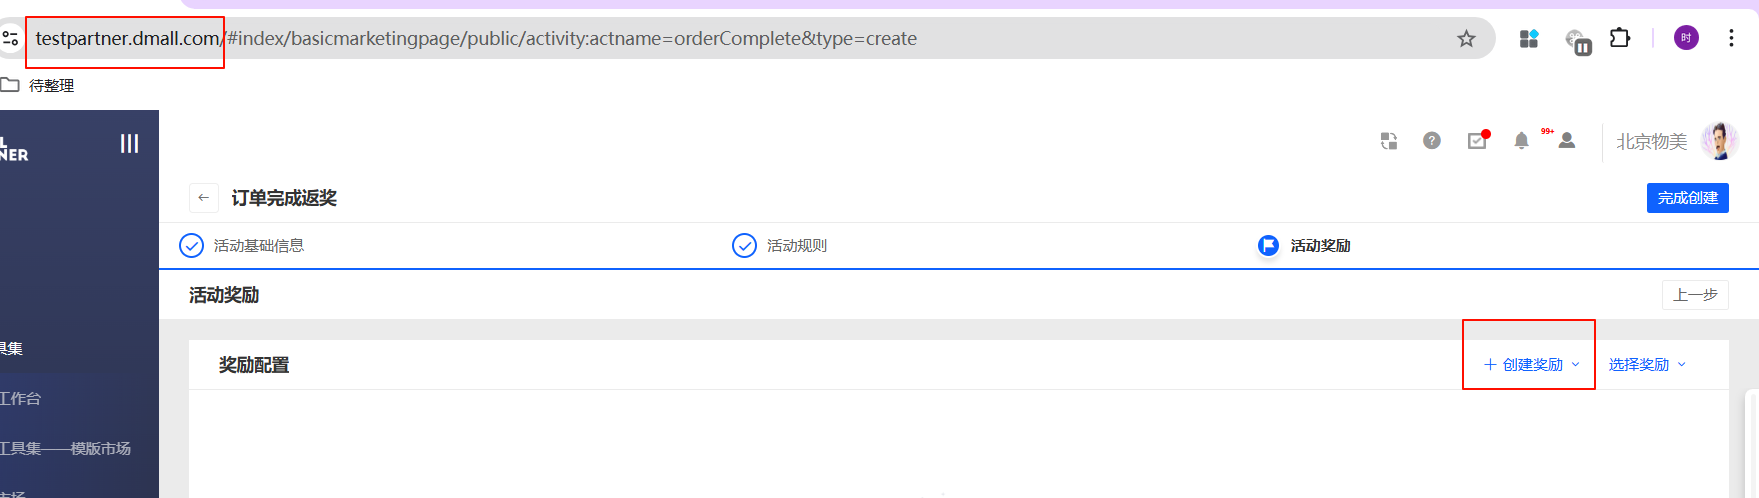 testpartner.dmall.com/#index/basicmarketingpage/public/activity:actname=orderComplete&type=create
时
待整理
NER
99+
北京物美
订单完成返奖
完成创建
活动基础信息
活动规则
活动奖励
活动奖励
上一步
奖励配置
+ 创建奖励
选择奖励
具集
工作台
工具集——模版市场
市场